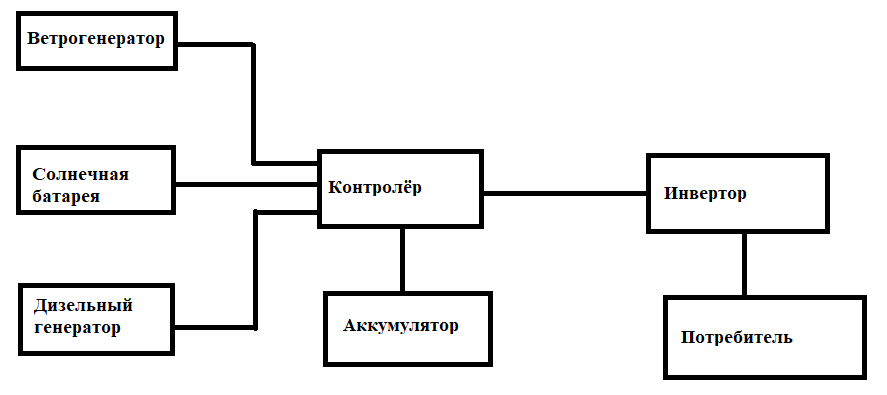 Ветрогенератор
Солнечная
батарея
Контролёр
Инвертор
Дизельный
генератор
Аккумулятор
Потребитель